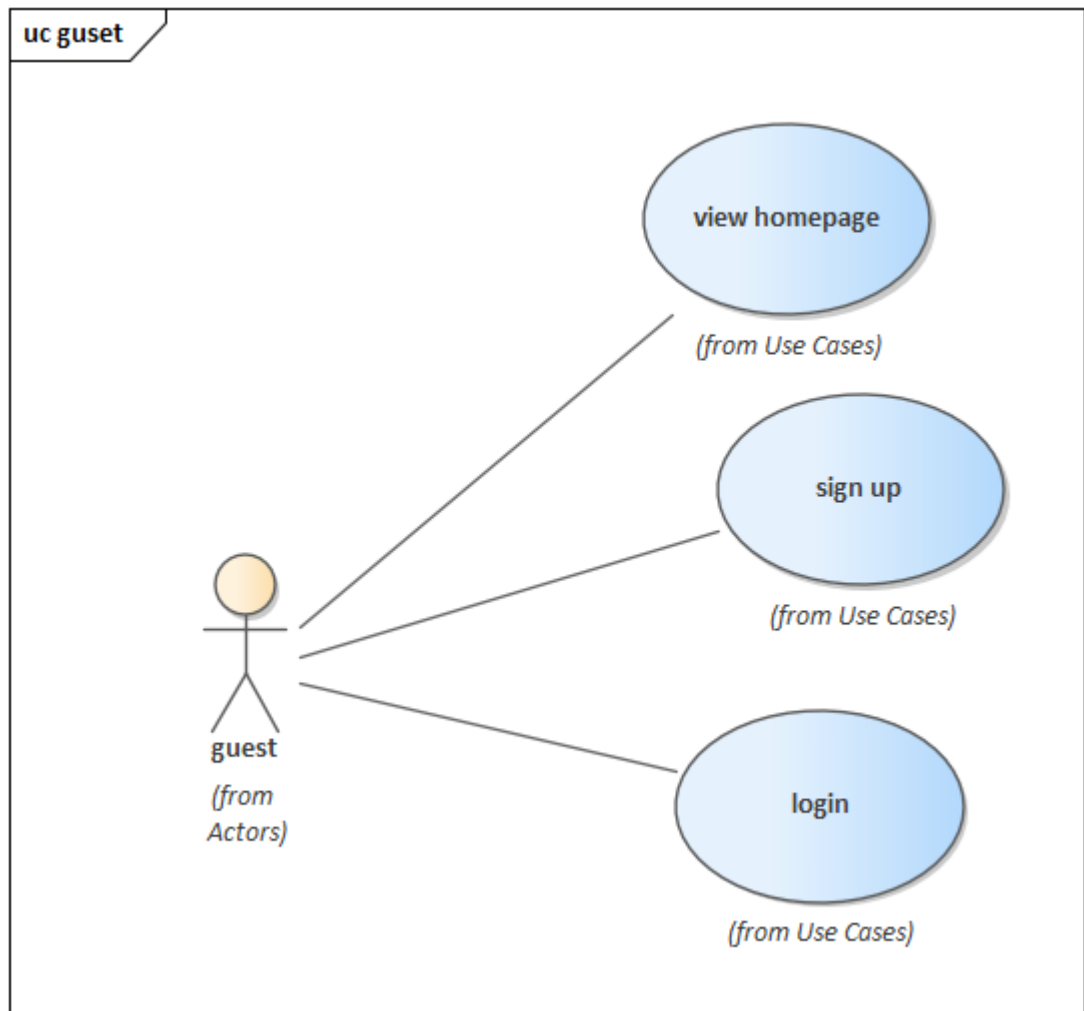 uc guset
view homepage
(from Use Cases)
sign up
(from Use Cases)
guest
(from
Actors)
login
(from Use Cases)